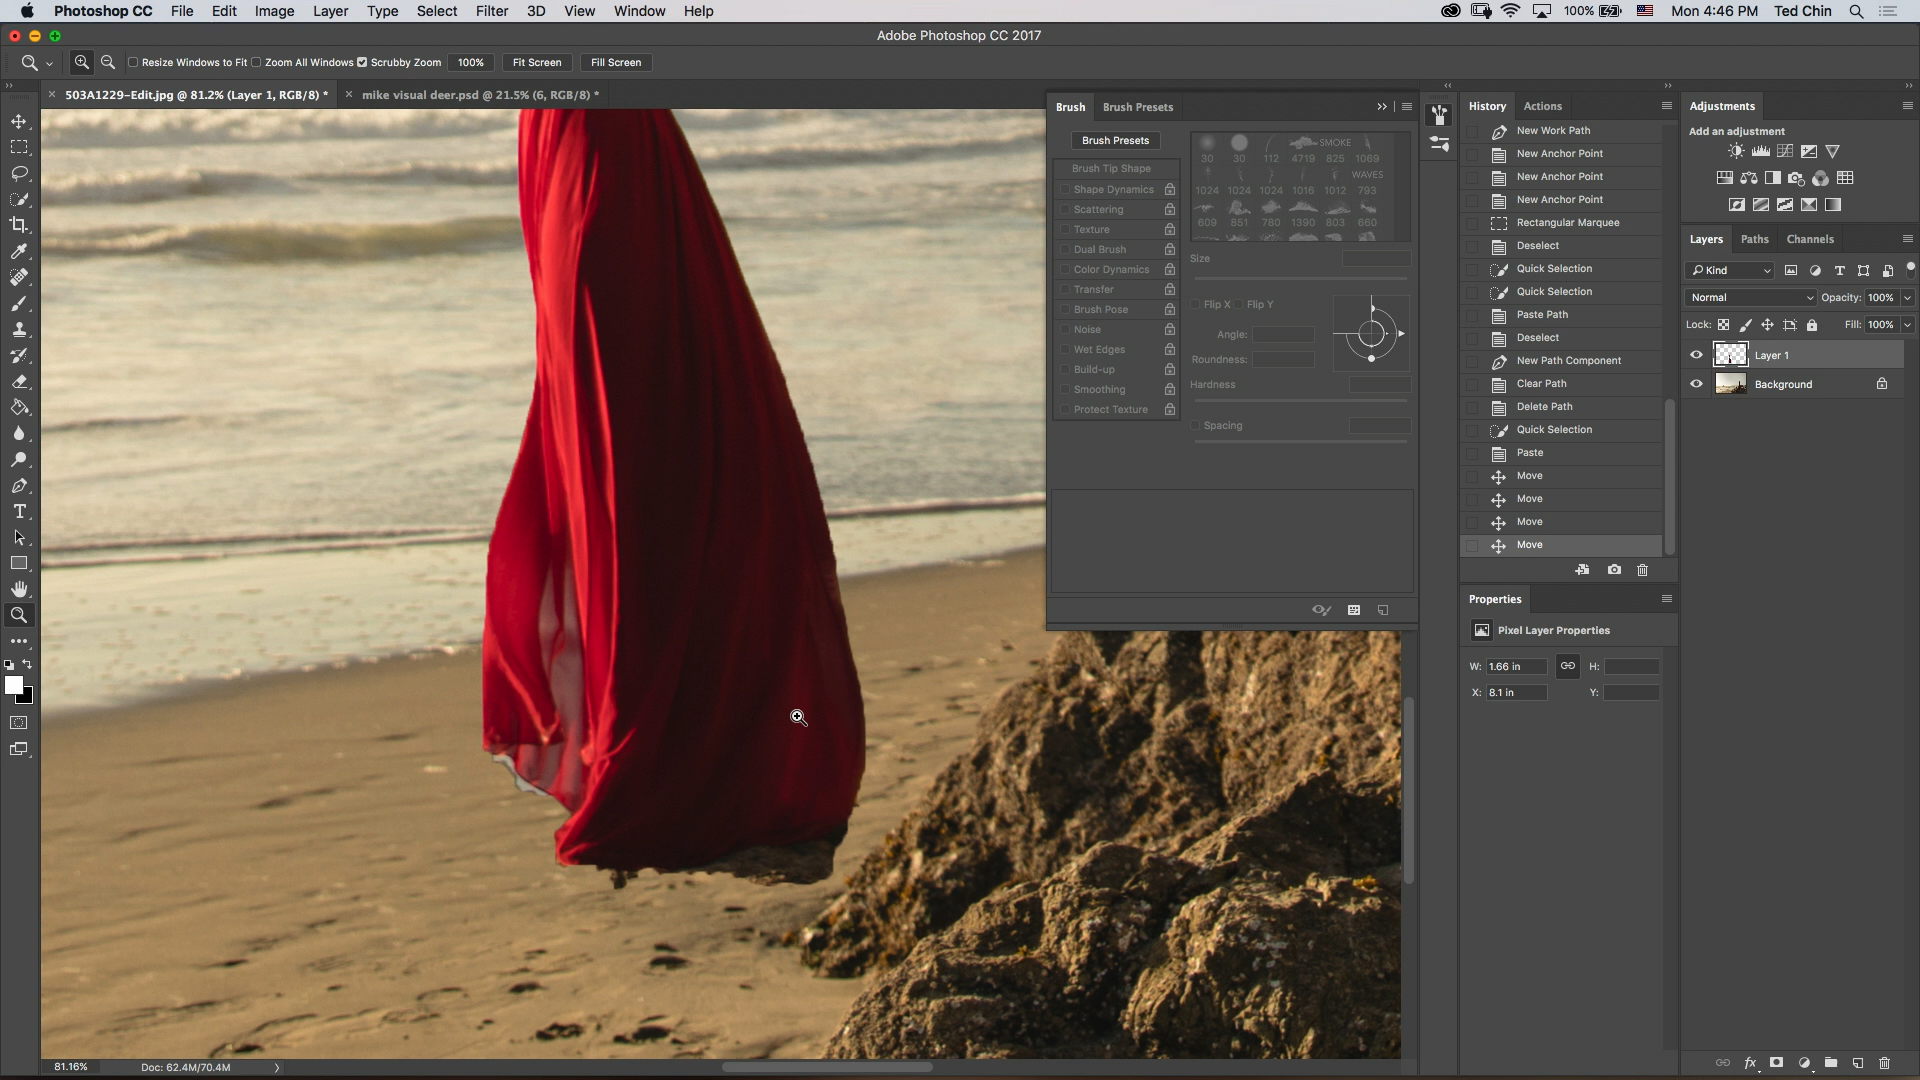 Photoshop CC File Edit Image Layer Type Select Filter 3D View Window Help 100% Mon 4:46 PM Ted Chin
Adobe Photoshop CC 2017
Resize Windows to Fit Zoom All Windows Scrubby Zoom 100% Fit Screen Fill Screen
503A1229-Edit.jpg @ 81.2% (Layer 1, RGB/8) * mike visual deer.psd @ 21.5% (6, RGB/8) *
Brush Brush Presets
Brush Presets
Brush Tip Shape
Shape Dynamics
Scattering
Texture
Dual Brush
Color Dynamics
Transfer
Brush Pose
Noise
Wet Edges
Build-up
Smoothing
Protect Texture
SMOKE
30 30 112 4719 825 1069
WAVES
1024 1024 1024 1016 1012 793
609 851 780 1390 803 660
Size
Flip X Flip Y
Angle:
Roundness:
Hardness
Spacing
History Actions
New Work Path
New Anchor Point
New Anchor Point
New Anchor Point
Rectangular Marquee
Deselect
Quick Selection
Quick Selection
Paste Path
Deselect
New Path Component
Clear Path
Delete Path
Quick Selection
Paste
Move
Move
Move
Move
Properties
Pixel Layer Properties
W: 1.66 in H:
X: 8.1 in Y:
Adjustments
Add an adjustment
Layers Paths Channels
Kind
Normal Opacity: 100%
Lock: Fill: 100%
Layer 1
Background
fx
81.16% Doc: 62.4M/70.4M